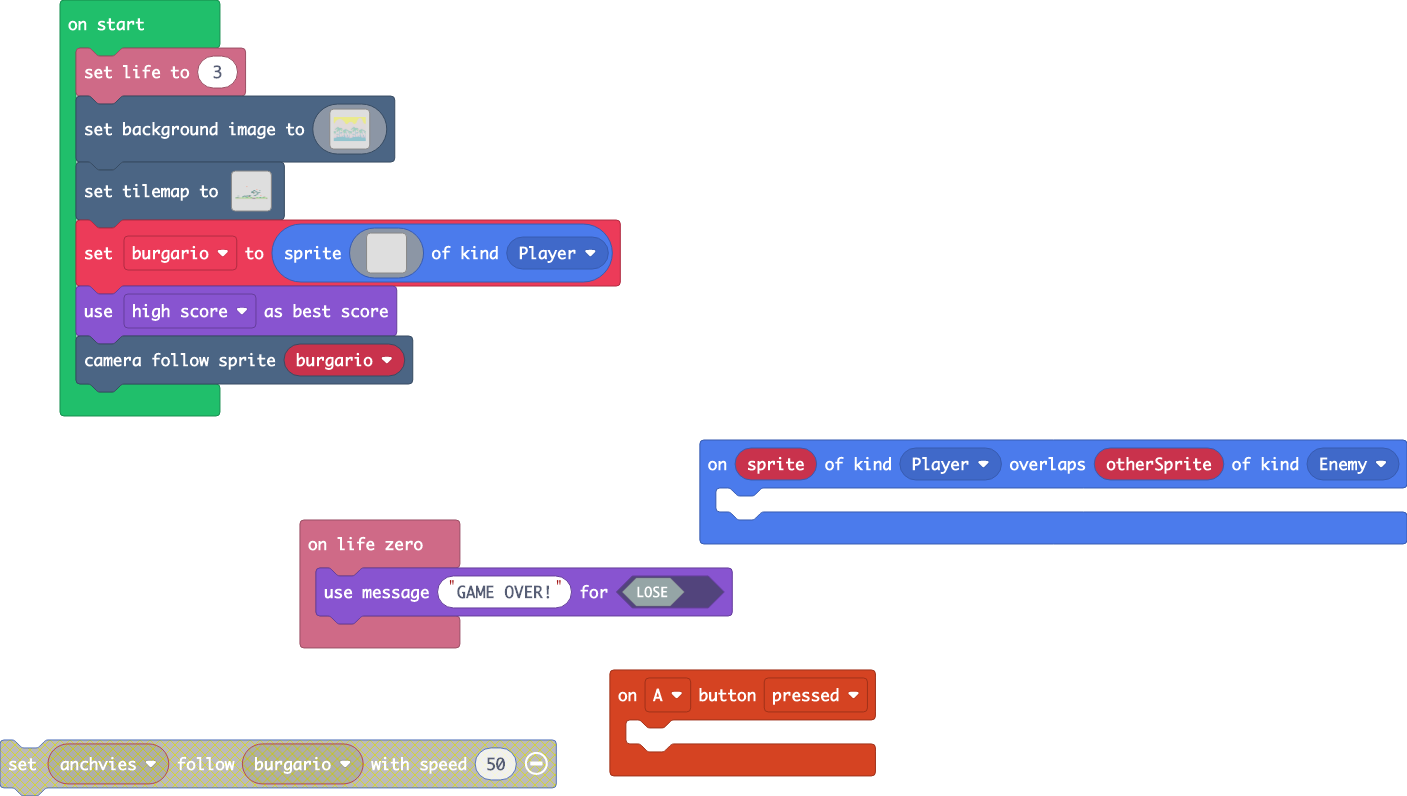 on start
set life to 3
set background image to
set tilemap to
set burgario to sprite of kind Player
use high score as best score
camera follow sprite burgario
on sprite of kind Player overlaps otherSprite of kind Enemy
on life zero
use message "GAME OVER!" for LOSE
on A button pressed
set anchvies follow burgario with speed 50